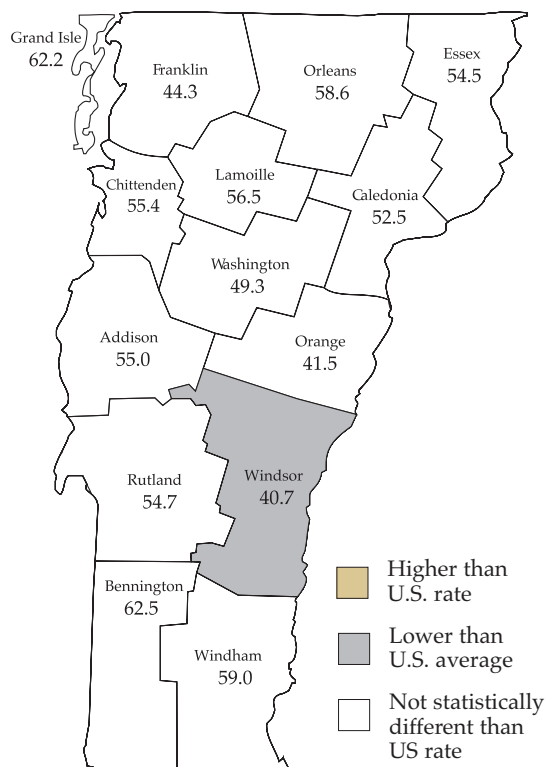 Grand Isle
62.2
Franklin
44.3
Orleans
58.6
Essex
54.5
Chittenden
55.4
Lamoille
56.5
Caledonia
52.5
Washington
49.3
Addison
55.0
Orange
41.5
Rutland
54.7
Windsor
40.7
Bennington
62.5
Windham
59.0
Higher than
U.S. rate
Lower than
U.S. average
Not statistically
different than
US rate